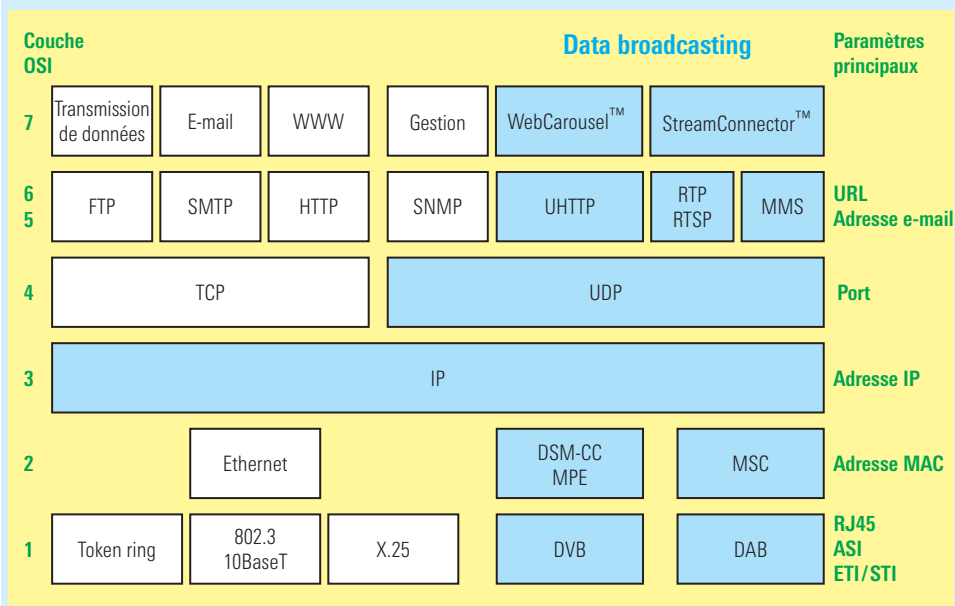 Couche
OSI
Data broadcasting
Paramètres
principaux
7
Transmission
de données
E-mail
WWW
Gestion
WebCarousel™
StreamConnector™
6
5
FTP
SMTP
HTTP
SNMP
UHTTP
RTP
RTSP
MMS
URL
Adresse e-mail
4
TCP
UDP
Port
3
IP
Adresse IP
2
Ethernet
DSM-CC
MPE
MSC
Adresse MAC
1
Token ring
802.3
10BaseT
X.25
DVB
DAB
RJ45
ASI
ETI/STI